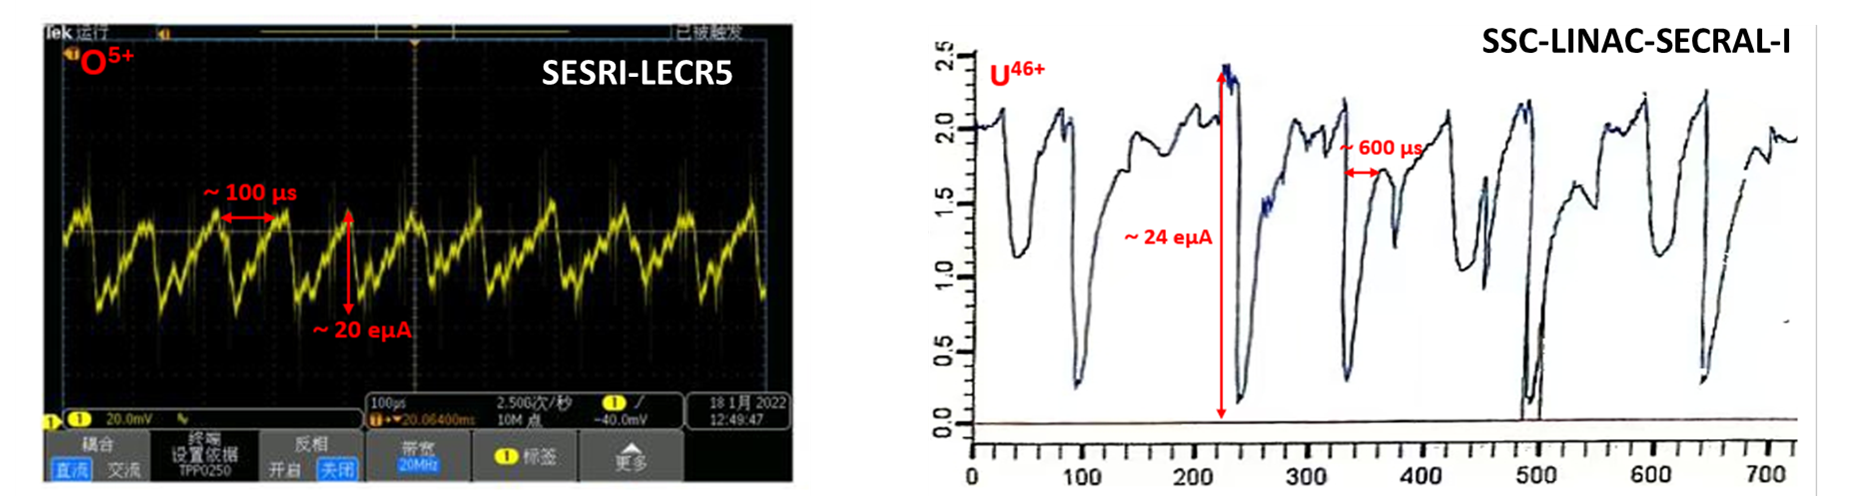 Tek 运行
已被触发
O5+
SESRI-LECR5
~ 100 μs
~ 20 eμA
1 20.0mV
100μs
2.50G次/秒
1
20.06400ms
10M 点
-40.0mV
18 1月 2022
12:49:47
耦合
直流 交流
终端
设置依据
TPP0250
反相
开启 关闭
带宽
20MHz
1 标签
更多
SSC-LINAC-SECRAL-I
U46+
~ 600 μs
~ 24 eμA
2.5
2.0
1.5
1.0
0.5
0.0
0 100 200 300 400 500 600 700